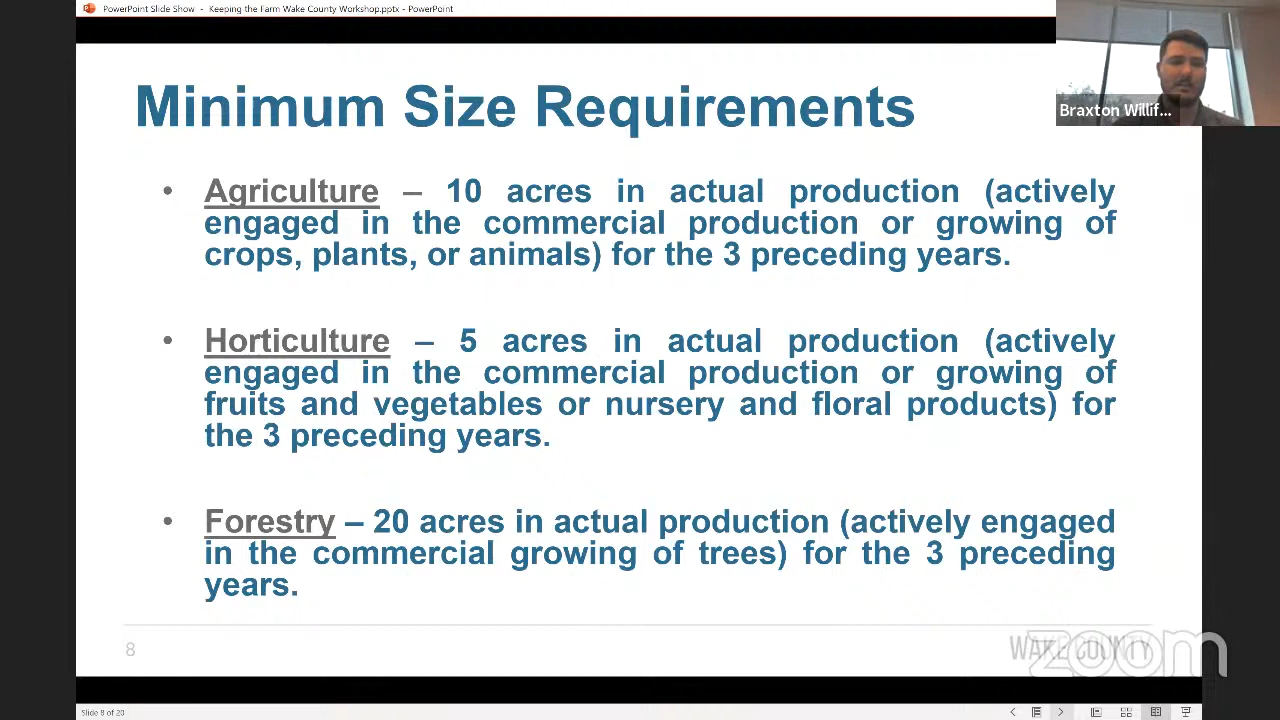 PowerPoint Slide Show - Keeping the Farm Wake County Workshop.pptx - PowerPoint
Braxton Willif...
Minimum Size Requirements
• Agriculture – 10 acres in actual production (actively
engaged in the commercial production or growing of
crops, plants, or animals) for the 3 preceding years.
• Horticulture – 5 acres in actual production (actively
engaged in the commercial production or growing of
fruits and vegetables or nursery and floral products) for
the 3 preceding years.
• Forestry – 20 acres in actual production (actively engaged
in the commercial growing of trees) for the 3 preceding
years.
8
WAKE COUNTY
zoom
Slide 8 of 20